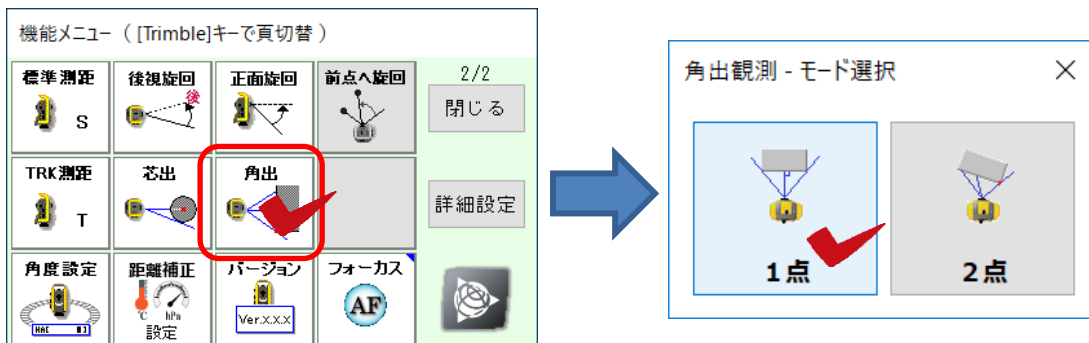 機能メニュー ( [Trimble]キーで頁切替 )
標準測距 後視旋回 正面旋回 前点へ旋回 2/2
後
S
閉じる
TRK測距 芯出 角出
T
詳細設定
角度設定 距離補正 バージョン フォーカス
℃ hPa
設定
Ver.X.X.X
AF
HAR
角出観測 - モード選択
1点 2点